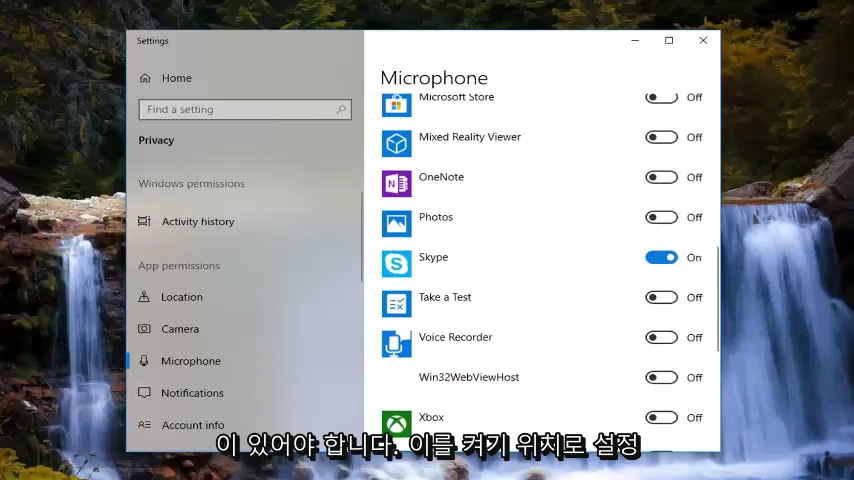 Settings
Home
Find a setting
Privacy
Windows permissions
Activity history
App permissions
Location
Camera
Microphone
Notifications
Account info
Microphone
Microsoft Store Off
Mixed Reality Viewer Off
OneNote Off
Photos Off
Skype On
Take a Test Off
Voice Recorder Off
Win32WebViewHost Off
Xbox Off
이 있어야 합니다. 이를 켜기 위치로 설정